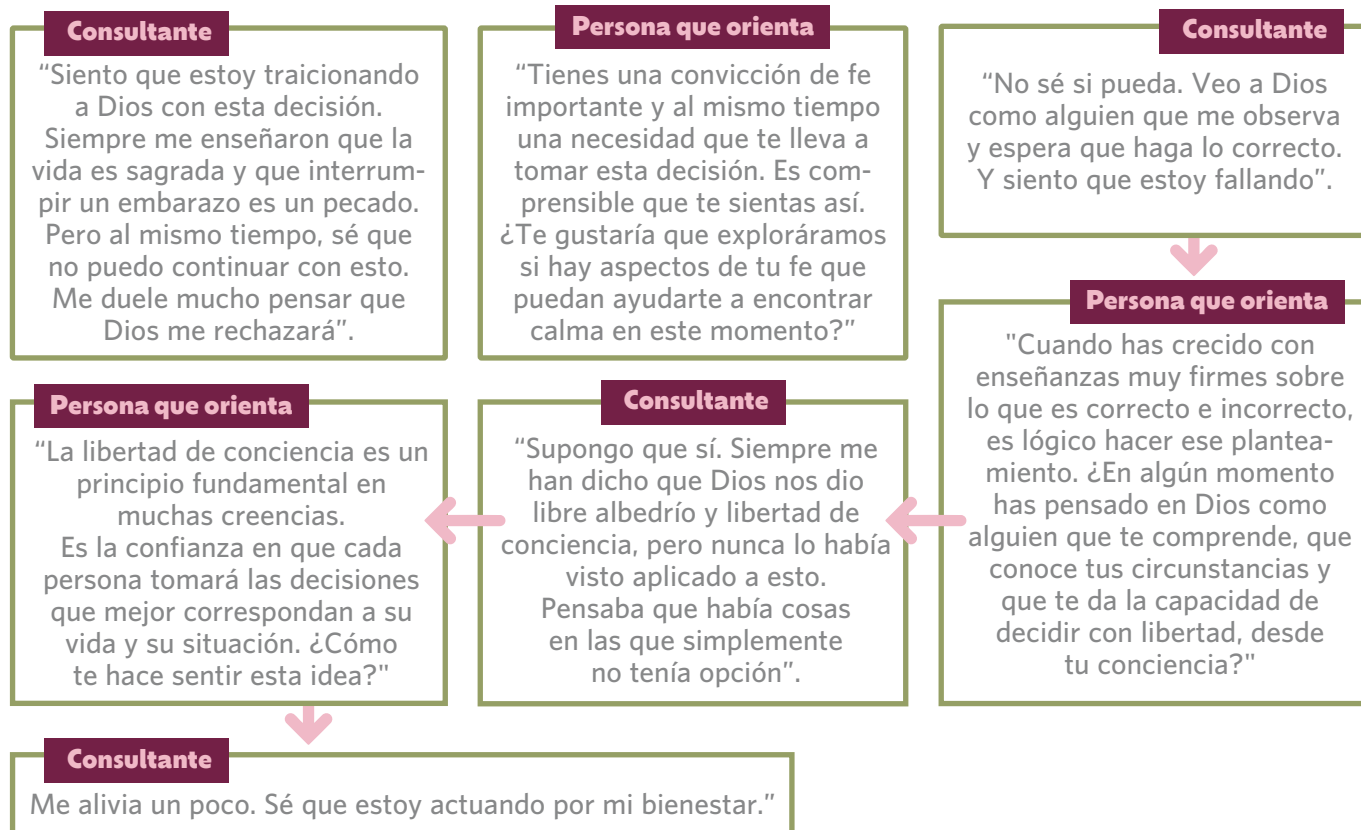 Consultante
“Siento que estoy traicionando
a Dios con esta decisión.
Siempre me enseñaron que la
vida es sagrada y que interrum-
pir un embarazo es un pecado.
Pero al mismo tiempo, sé que
no puedo continuar con esto.
Me duele mucho pensar que
Dios me rechazará”.
Persona que orienta
“Tienes una convicción de fe
importante y al mismo tiempo
una necesidad que te lleva a
tomar esta decisión. Es com-
prensible que te sientas así.
¿Te gustaría que exploráramos
si hay aspectos de tu fe que
puedan ayudarte a encontrar
calma en este momento?”
Consultante
“No sé si pueda. Veo a Dios
como alguien que me observa
y espera que haga lo correcto.
Y siento que estoy fallando”.
Persona que orienta
"Cuando has crecido con
enseñanzas muy firmes sobre
lo que es correcto e incorrecto,
es lógico hacer ese plantea-
miento. ¿En algún momento
has pensado en Dios como
alguien que te comprende, que
conoce tus circunstancias y
que te da la capacidad de
decidir con libertad, desde
tu conciencia?"
Consultante
“Supongo que sí. Siempre me
han dicho que Dios nos dio
libre albedrío y libertad de
conciencia, pero nunca lo había
visto aplicado a esto.
Pensaba que había cosas
en las que simplemente
no tenía opción”.
Persona que orienta
“La libertad de conciencia es un
principio fundamental en
muchas creencias.
Es la confianza en que cada
persona tomará las decisiones
que mejor correspondan a su
vida y su situación. ¿Cómo
te hace sentir esta idea?"
Consultante
Me alivia un poco. Sé que estoy actuando por mi bienestar.”